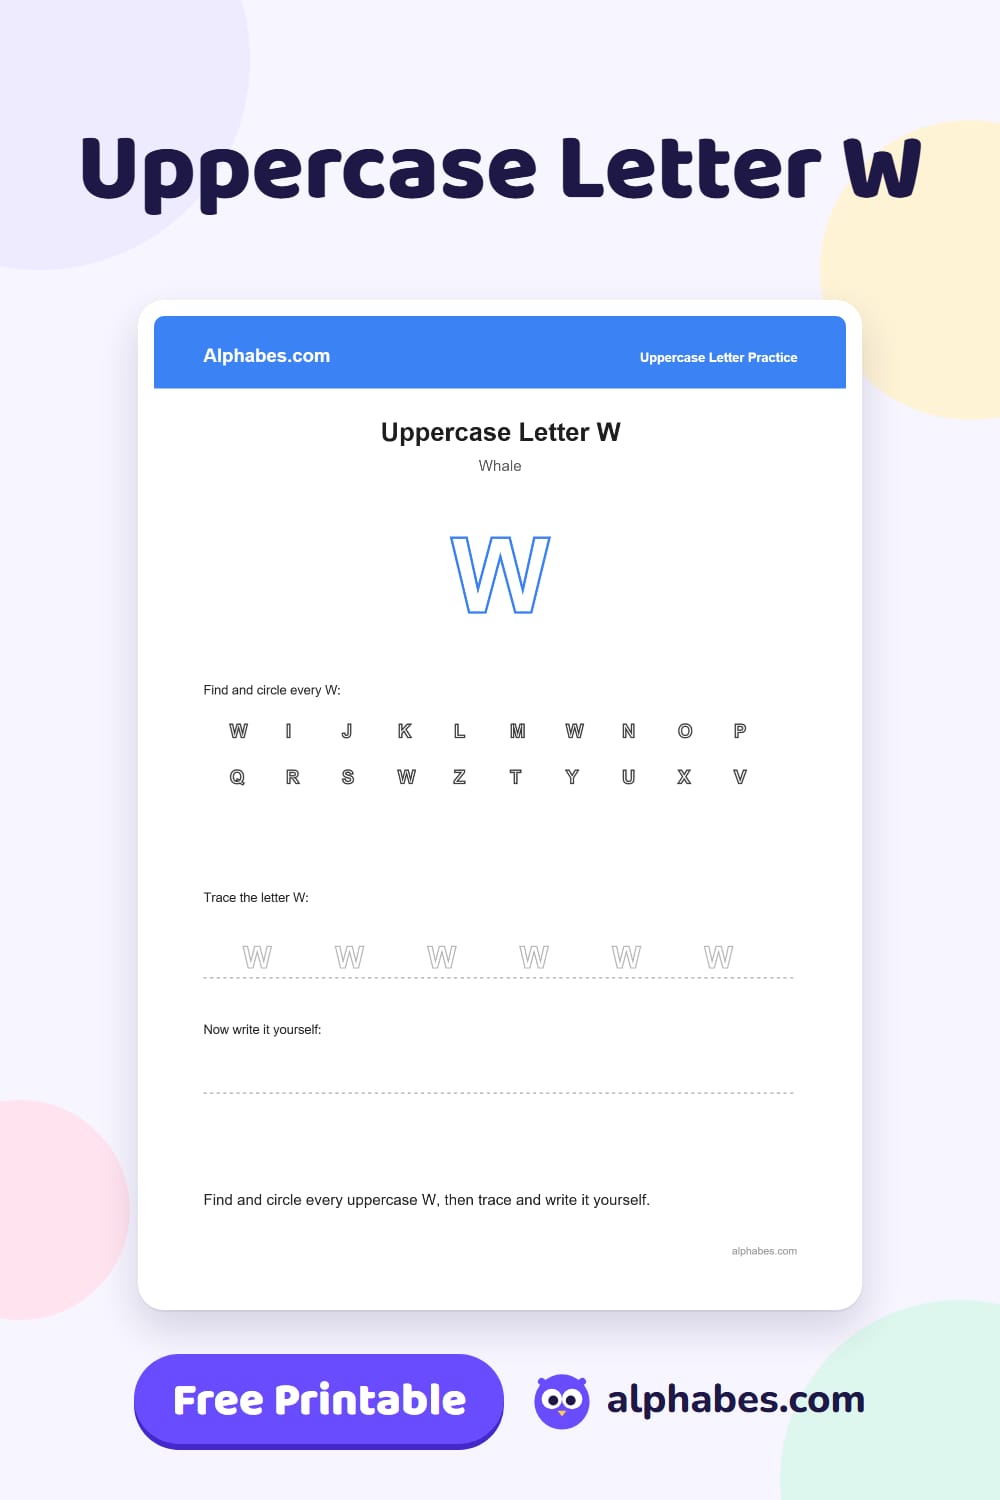 Uppercase Letter W
Alphabes.com Uppercase Letter Practice
Uppercase Letter W
Whale
W
Find and circle every W:
W I J K L M W N O P
Q R S W Z T Y U X V
Trace the letter W:
W W W W W W
Now write it yourself:
Find and circle every uppercase W, then trace and write it yourself.
alphabes.com
Free Printable alphabes.com